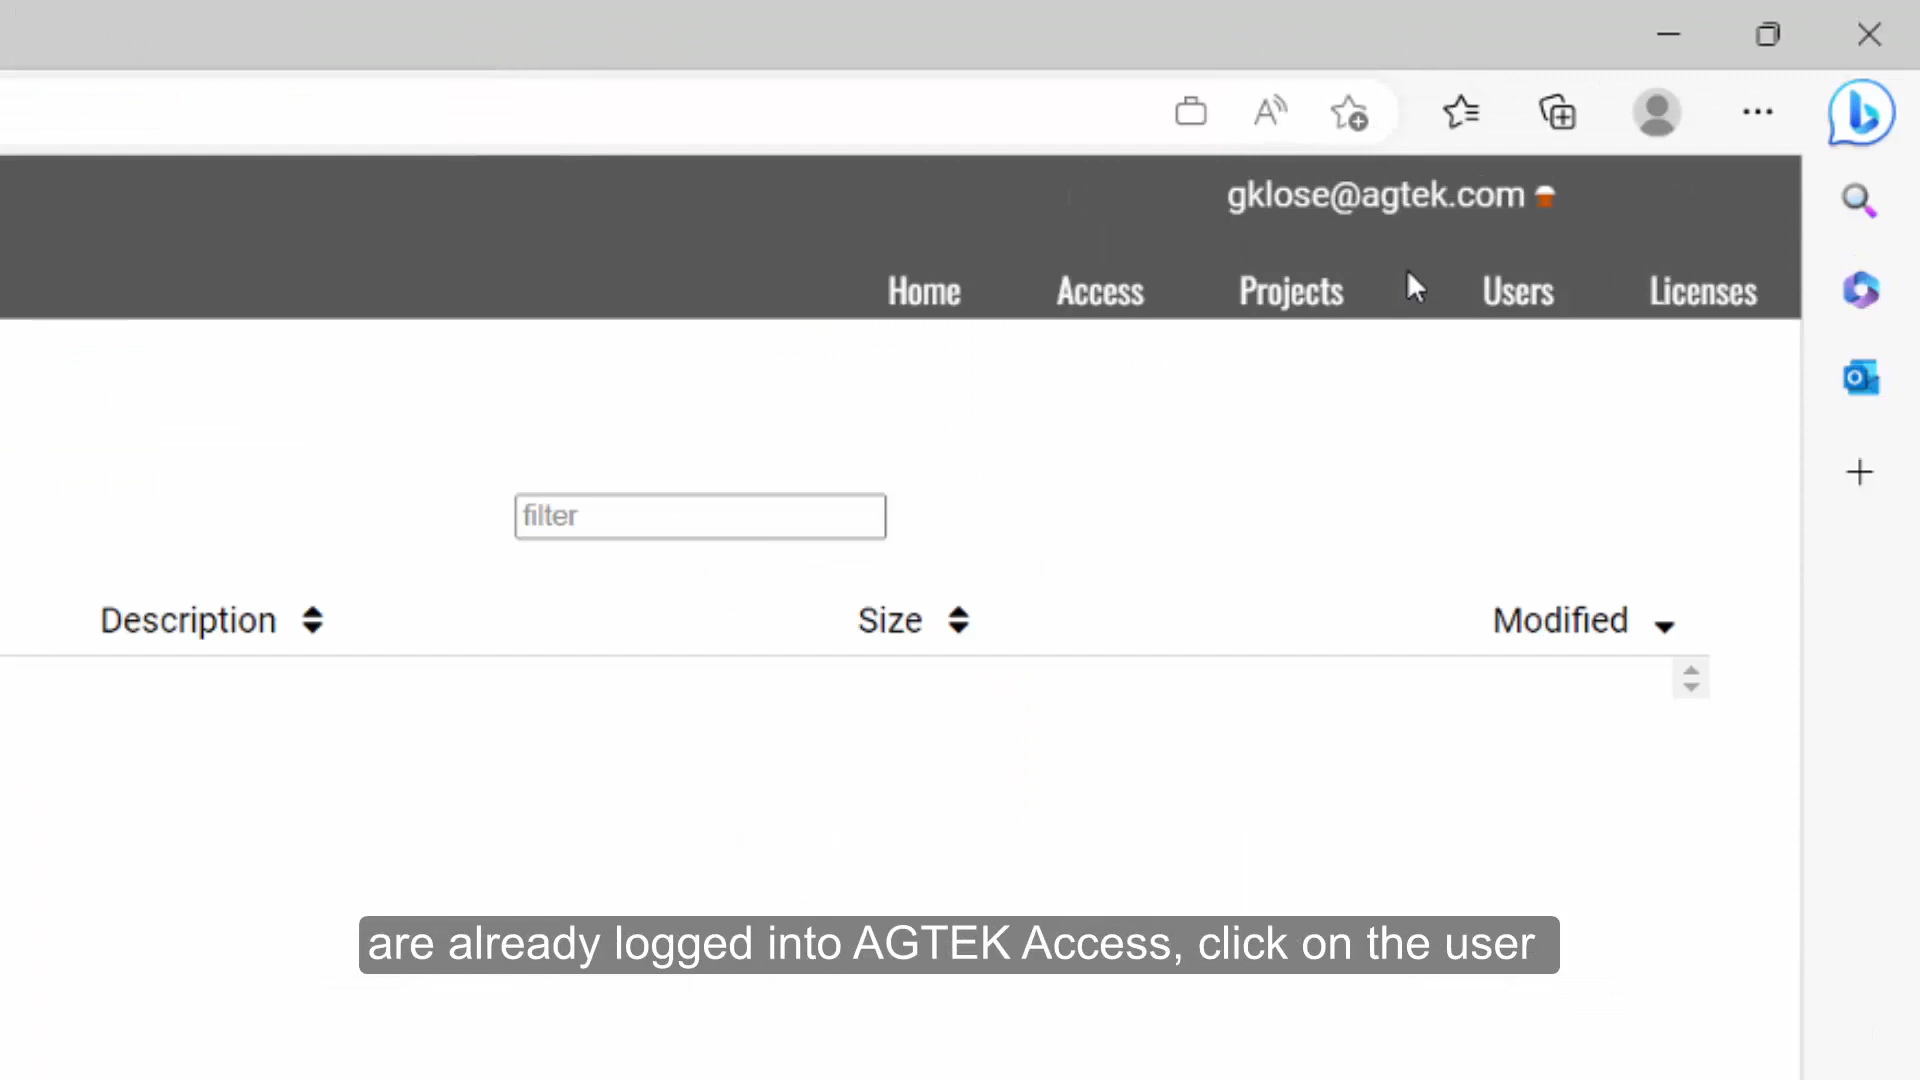 gklose@agtek.com
Home Access Projects Users Licenses
filter
Description Size Modified
are already logged into AGTEK Access, click on the user